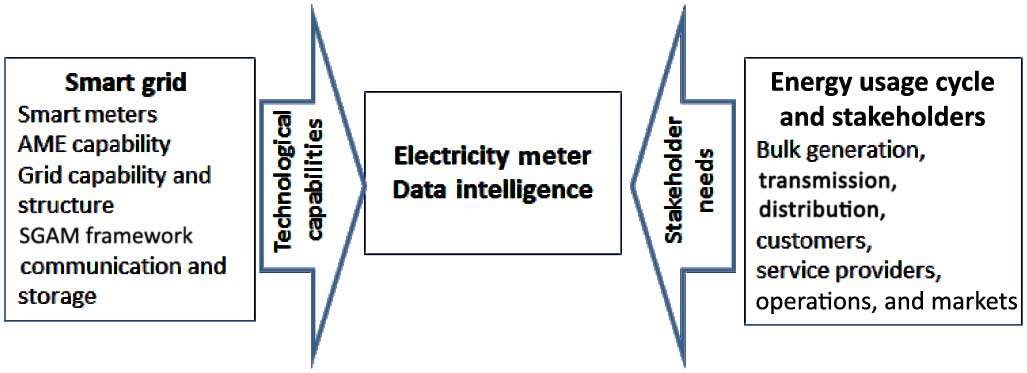 Smart grid
Smart meters
AME capability
Grid capability and
structure
SGAM framework
communication and
storage
Technological
capabilities
Electricity meter
Data intelligence
Stakeholder
needs
Energy usage cycle
and stakeholders
Bulk generation,
transmission,
distribution,
customers,
service providers,
operations, and markets